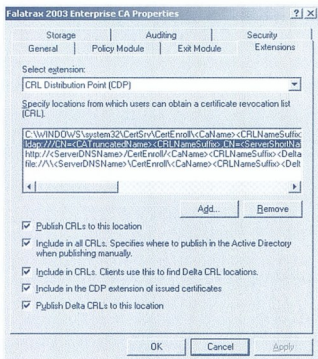 Falatrax 2003 Enterprise CA Properties
Storage Auditing Security
General Policy Module Exit Module Extensions
Select extension:
CRL Distribution Point (CDP)
Specify locations from which users can obtain a certificate revocation list
(CRL).
C:\WINDOWS\system32\CertSrv\CertEnroll\<CaName><CRLNameSuffix
ldap:///CN=<CATruncatedName><CRLNameSuffix>,CN=<ServerShortNa
http://<ServerDNSName>/CertEnroll/<CaName><CRLNameSuffix><Delta
file://\\<ServerDNSName>\CertEnroll\<CaName><CRLNameSuffix><Delt
Add... Remove
Publish CRLs to this location
Include in all CRLs. Specifies where to publish in the Active Directory
when publishing manually.
Include in CRLs. Clients use this to find Delta CRL locations.
Include in the CDP extension of issued certificates
Publish Delta CRLs to this location
OK Cancel Apply